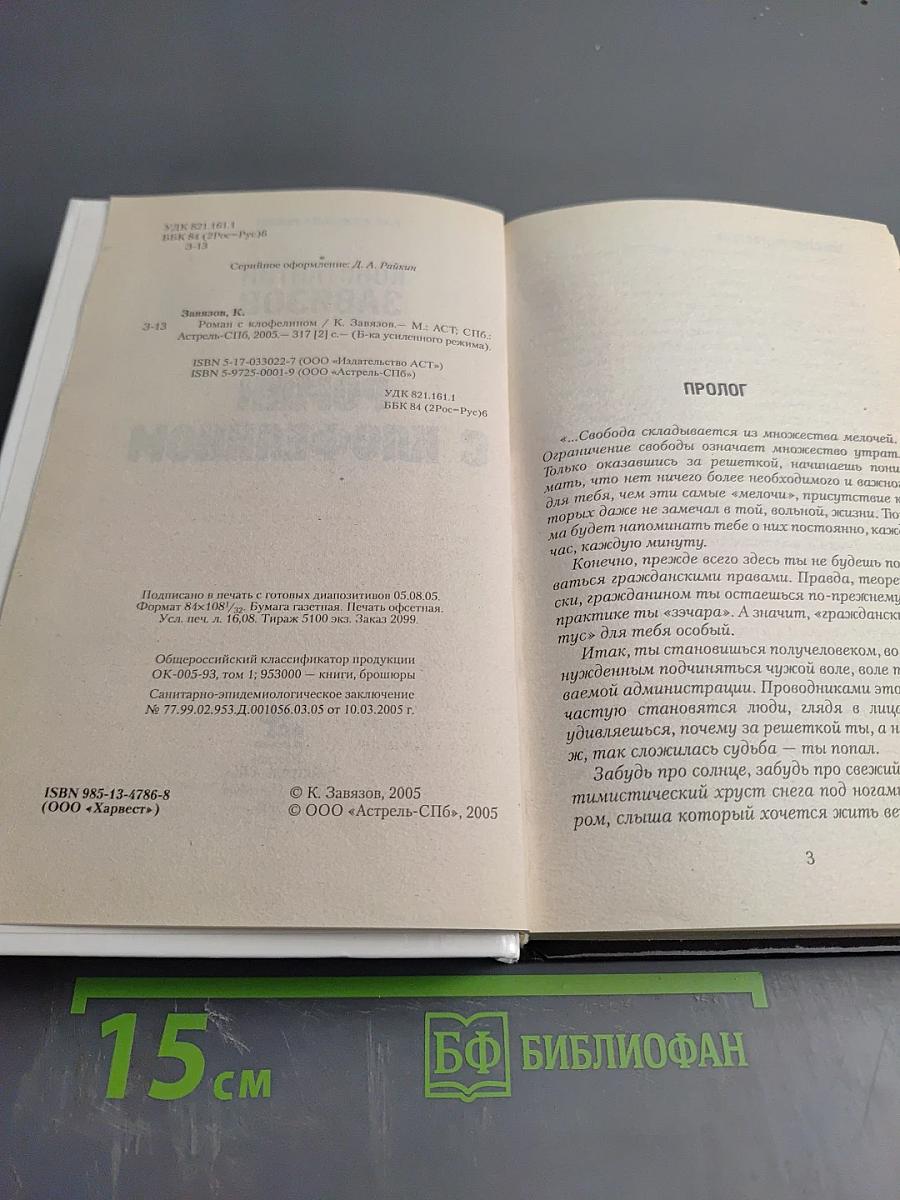 УДК 821.161.1
ББК 84 (2Рос=Рус)6
З-13
Серийное оформление: Д. А. Райкин
Завязов, К.
З-13 Роман с клофелином / К. Завязов.— М.: АСТ; СПб.:
Астрель-СПб, 2005.— 317 [2] с.— (Б-ка усиленного режима).
ISBN 5-17-033022-7 (ООО «Издательство АСТ»)
ISBN 5-9725-0001-9 (ООО «Астрель-СПб»)
УДК 821.161.1
ББК 84 (2Рос=Рус)6
Подписано в печать с готовых диапозитивов 05.08.05.
Формат 84×108 1/32. Бумага газетная. Печать офсетная.
Усл. печ. л. 16,08. Тираж 5100 экз. Заказ 2099.
Общероссийский классификатор продукции
ОК-005-93, том 1; 953000 — книги, брошюры
Санитарно-эпидемиологическое заключение
№ 77.99.02.953.Д.001056.03.05 от 10.03.2005 г.
ISBN 985-13-4786-8
(ООО «Харвест»)
© К. Завязов, 2005
© ООО «Астрель-СПб», 2005
ПРОЛОГ
«...Свобода складывается из множества мелочей.
Ограничение свободы означает множество утрат.
Только оказавшись за решеткой, начинаешь пони
мать, что нет ничего более необходимого и важног
для тебя, чем эти самые «мелочи», присутствие к
торых даже не замечал в той, вольной, жизни. Тю
ма будет напоминать тебе о них постоянно, кажд
час, каждую минуту.
Конечно, прежде всего здесь ты не будешь по
ваться гражданскими правами. Правда, теоре
ски, гражданином ты остаешься по-прежнему
практике ты «зэчара». А значит, «граждански
тус» для тебя особый.
Итак, ты становишься получеловеком, во
нужденным подчиняться чужой воле, воле т
ваемой администрации. Проводниками это
частую становятся люди, глядя в лица
удивляешься, почему за решеткой ты, а н
ж, так сложилась судьба — ты попал.
Забудь про солнце, забудь про свежий
тимистический хруст снега под ногами
ром, слыша который хочется жить ве
3
15 см
БФ БИБЛИОФАН